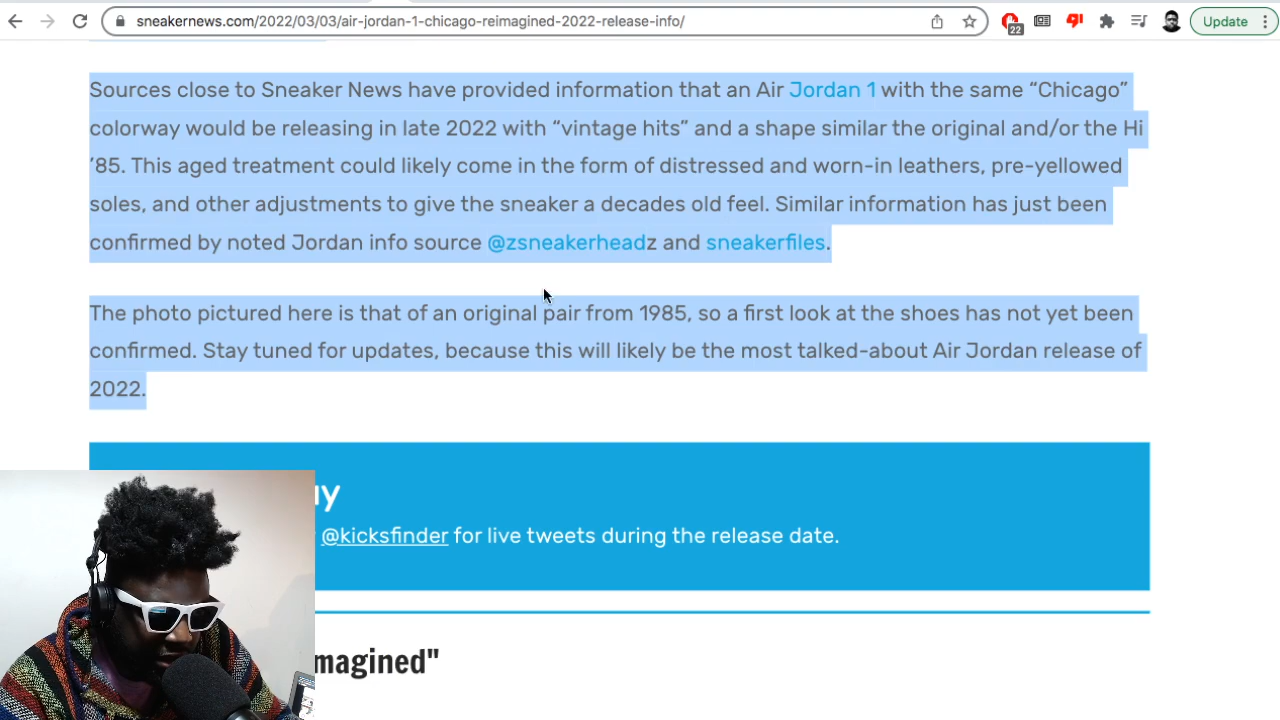 sneakernews.com/2022/03/03/air-jordan-1-chicago-reimagined-2022-release-info/
22
Update
Sources close to Sneaker News have provided information that an Air Jordan 1 with the same “Chicago”
colorway would be releasing in late 2022 with “vintage hits” and a shape similar the original and/or the Hi
’85. This aged treatment could likely come in the form of distressed and worn-in leathers, pre-yellowed
soles, and other adjustments to give the sneaker a decades old feel. Similar information has just been
confirmed by noted Jordan info source @zsneakerheadz and sneakerfiles.
The photo pictured here is that of an original pair from 1985, so a first look at the shoes has not yet been
confirmed. Stay tuned for updates, because this will likely be the most talked-about Air Jordan release of
2022.
@kicksfinder for live tweets during the release date.